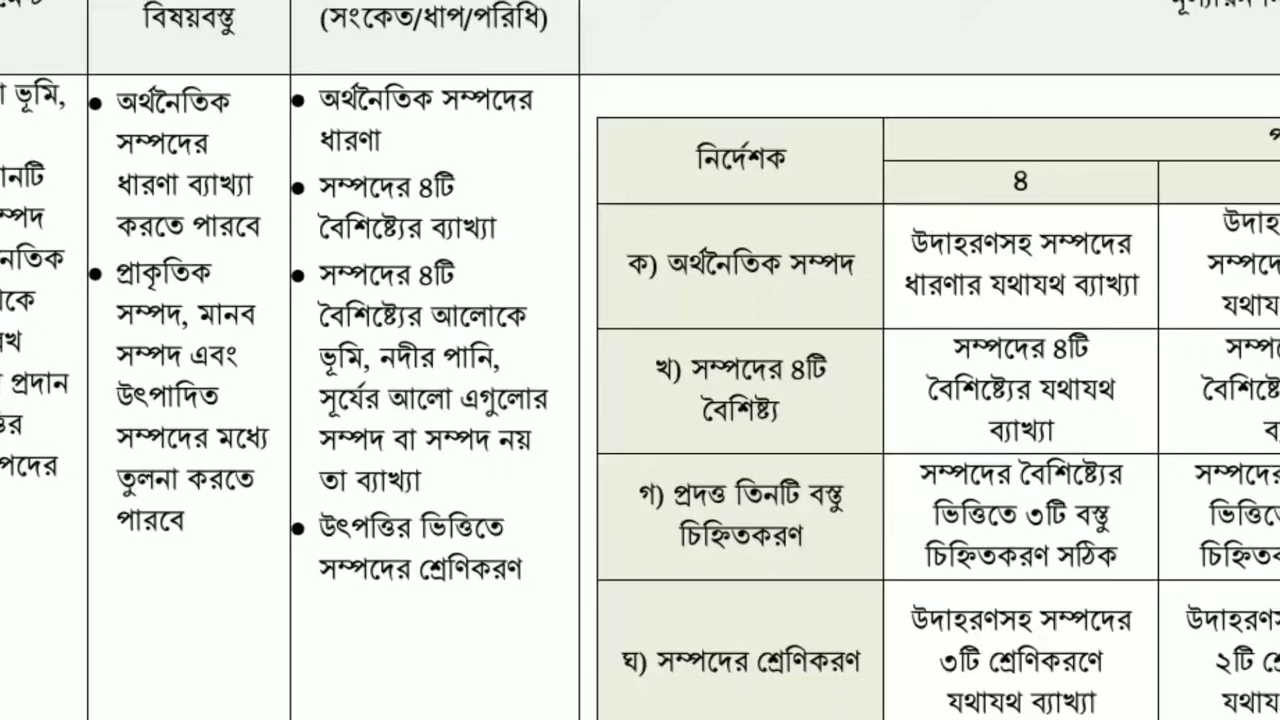 বিষয়বস্তু
(সংকেত/ধাপ/পরিধি)
ভূমি,
প্রদান
অর্থনৈতিক
সম্পদের
ধারণা ব্যাখ্যা
করতে পারবে
প্রাকৃতিক
সম্পদ, মানব
সম্পদ এবং
উৎপাদিত
সম্পদের মধ্যে
তুলনা করতে
পারবে
অর্থনৈতিক সম্পদের
ধারণা
সম্পদের ৪টি
বৈশিষ্ট্যের ব্যাখ্যা
সম্পদের ৪টি
বৈশিষ্ট্যের আলোকে
ভূমি, নদীর পানি,
সূর্যের আলো এগুলোর
সম্পদ বা সম্পদ নয়
তা ব্যাখ্যা
উৎপত্তির ভিত্তিতে
সম্পদের শ্রেণিকরণ
নির্দেশক
৪
ক) অর্থনৈতিক সম্পদ
উদাহরণসহ সম্পদের
ধারণার যথাযথ ব্যাখ্যা
খ) সম্পদের ৪টি
বৈশিষ্ট্য
সম্পদের ৪টি
বৈশিষ্ট্যের যথাযথ
ব্যাখ্যা
গ) প্রদত্ত তিনটি বস্তু
চিহ্নিতকরণ
সম্পদের বৈশিষ্ট্যের
ভিত্তিতে ৩টি বস্তু
চিহ্নিতকরণ সঠিক
ঘ) সম্পদের শ্রেণিকরণ
উদাহরণসহ সম্পদের
৩টি শ্রেণিকরণে
যথাযথ ব্যাখ্যা
২টি